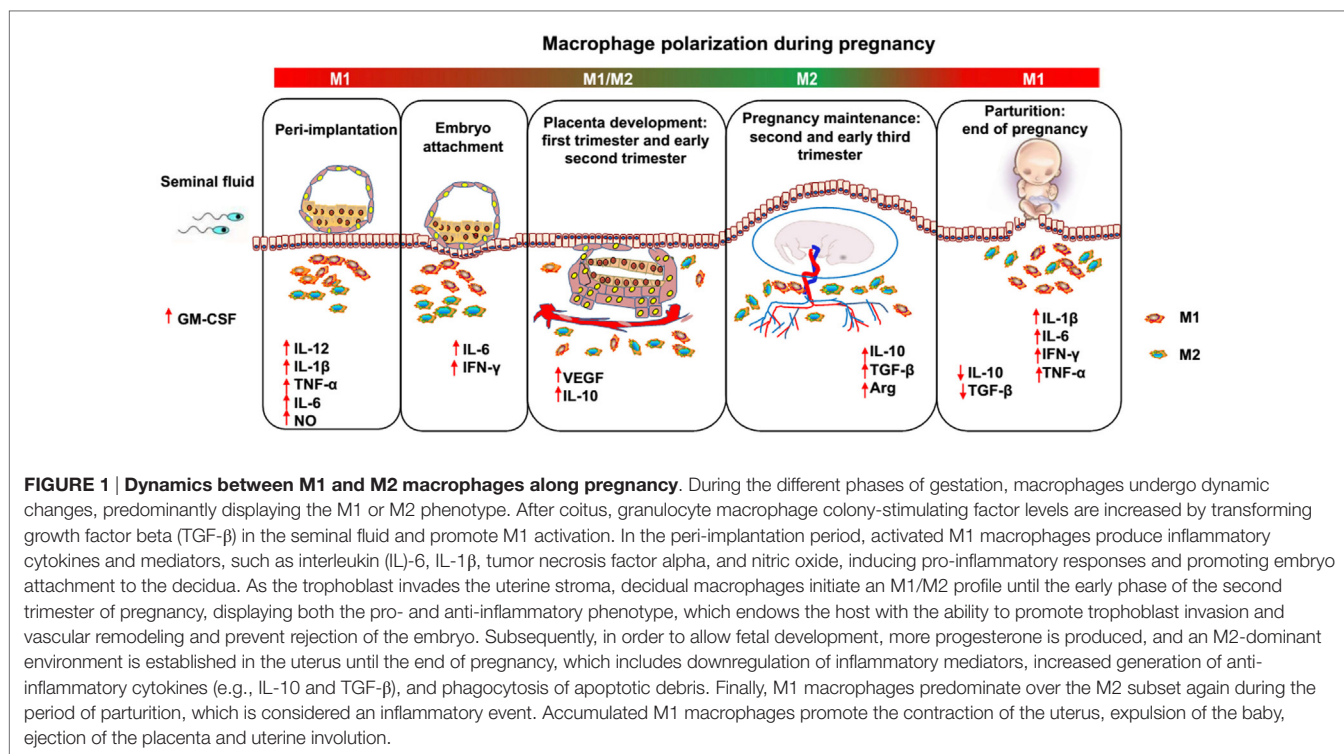 Macrophage polarization during pregnancy
M1 M1/M2 M2 M1
Peri-implantation
Embryo
attachment
Placenta development:
first trimester and early
second trimester
Pregnancy maintenance:
second and early third
trimester
Parturition:
end of pregnancy
Seminal fluid
↑ GM-CSF
↑ IL-12
↑ IL-1β
↑ TNF-α
↑ IL-6
↑ NO
↑ IL-6
↑ IFN-γ
↑ VEGF
↑ IL-10
↑ IL-10
↑ TGF-β
↑ Arg
↓ IL-10
↓ TGF-β
↑ IL-1β
↑ IL-6
↑ IFN-γ
↑ TNF-α
M1
M2
FIGURE 1 | Dynamics between M1 and M2 macrophages along pregnancy. During the different phases of gestation, macrophages undergo dynamic
changes, predominantly displaying the M1 or M2 phenotype. After coitus, granulocyte macrophage colony-stimulating factor levels are increased by transforming
growth factor beta (TGF-β) in the seminal fluid and promote M1 activation. In the peri-implantation period, activated M1 macrophages produce inflammatory
cytokines and mediators, such as interleukin (IL)-6, IL-1β, tumor necrosis factor alpha, and nitric oxide, inducing pro-inflammatory responses and promoting embryo
attachment to the decidua. As the trophoblast invades the uterine stroma, decidual macrophages initiate an M1/M2 profile until the early phase of the second
trimester of pregnancy, displaying both the pro- and anti-inflammatory phenotype, which endows the host with the ability to promote trophoblast invasion and
vascular remodeling and prevent rejection of the embryo. Subsequently, in order to allow fetal development, more progesterone is produced, and an M2-dominant
environment is established in the uterus until the end of pregnancy, which includes downregulation of inflammatory mediators, increased generation of anti-
inflammatory cytokines (e.g., IL-10 and TGF-β), and phagocytosis of apoptotic debris. Finally, M1 macrophages predominate over the M2 subset again during the
period of parturition, which is considered an inflammatory event. Accumulated M1 macrophages promote the contraction of the uterus, expulsion of the baby,
ejection of the placenta and uterine involution.